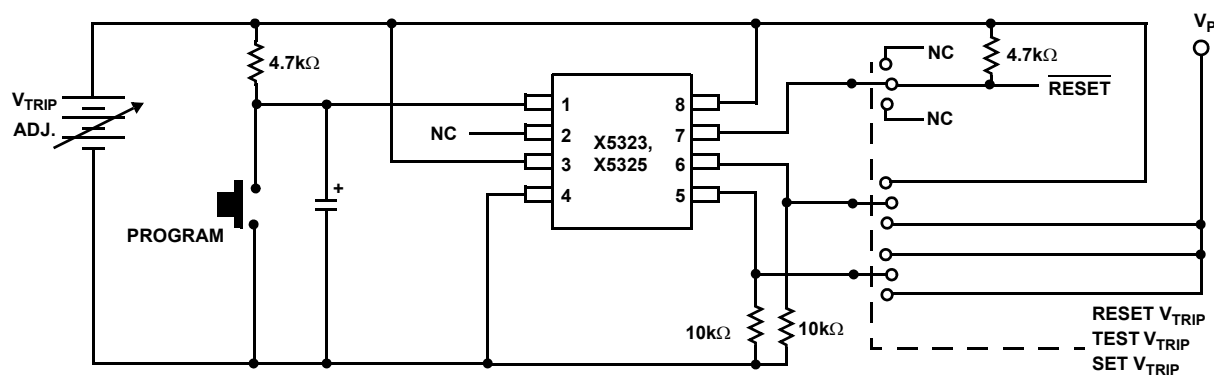 V_P
4.7kΩ
NC
4.7kΩ
V_TRIP
ADJ.
1
8
RESET
NC
2
7
NC
X5323,
X5325
3
6
4
5
PROGRAM
+
10kΩ
10kΩ
RESET V_TRIP
TEST V_TRIP
SET V_TRIP